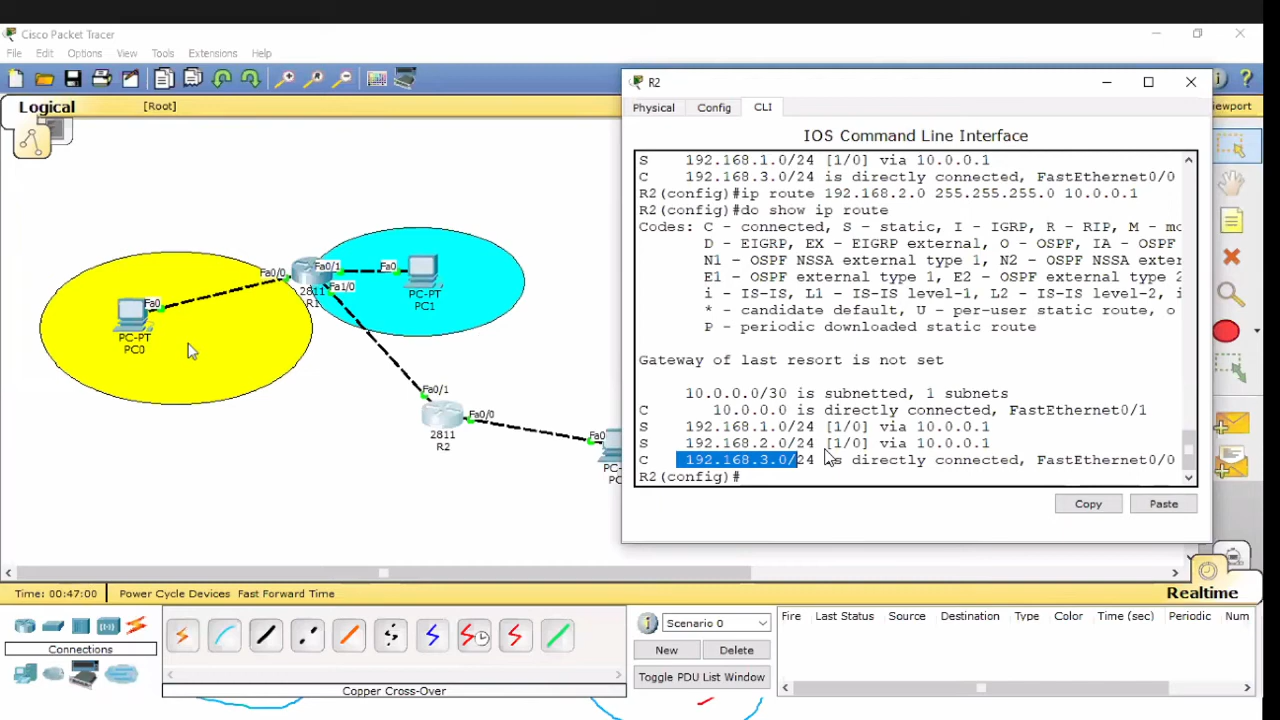 Cisco Packet Tracer
File Edit Options View Tools Extensions Help
Logical
[Root]
Viewport
R2
Physical Config CLI
IOS Command Line Interface
S 192.168.1.0/24 [1/0] via 10.0.0.1
C 192.168.3.0/24 is directly connected, FastEthernet0/0
R2(config)#ip route 192.168.2.0 255.255.255.0 10.0.0.1
R2(config)#do show ip route
Codes: C - connected, S - static, I - IGRP, R - RIP, M - mo
D - EIGRP, EX - EIGRP external, O - OSPF, IA - OSPF
N1 - OSPF NSSA external type 1, N2 - OSPF NSSA exter
E1 - OSPF external type 1, E2 - OSPF external type 2
i - IS-IS, L1 - IS-IS level-1, L2 - IS-IS level-2, i
* - candidate default, U - per-user static route, o
P - periodic downloaded static route
Gateway of last resort is not set
10.0.0.0/30 is subnetted, 1 subnets
C 10.0.0.0 is directly connected, FastEthernet0/1
S 192.168.1.0/24 [1/0] via 10.0.0.1
S 192.168.2.0/24 [1/0] via 10.0.0.1
C 192.168.3.0/24 is directly connected, FastEthernet0/0
R2(config)#
Copy Paste
Fa0
PC-PT
PC0
Fa0/0
Fa0/1
Fa1/0
2811
R1
Fa0
PC-PT
PC1
Fa0/1
Fa0/0
2811
R2
Fa0
Time: 00:47:00 Power Cycle Devices Fast Forward Time
Realtime
Connections
Copper Cross-Over
Scenario 0
New Delete
Toggle PDU List Window
Fire Last Status Source Destination Type Color Time (sec) Periodic Num